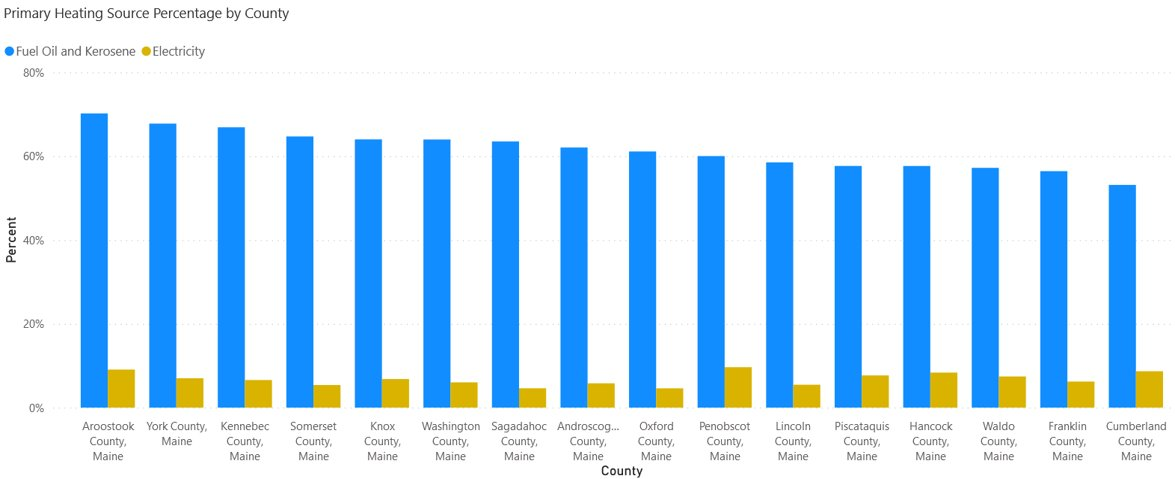 Primary Heating Source Percentage by County
Fuel Oil and Kerosene Electricity
80%
60%
40%
20%
0%
Percent
Aroostook County, Maine
York County, Maine
Kennebec County, Maine
Somerset County, Maine
Knox County, Maine
Washington County, Maine
Sagadahoc County, Maine
Androscog... County, Maine
Oxford County, Maine
Penobscot County, Maine
Lincoln County, Maine
Piscataquis County, Maine
Hancock County, Maine
Waldo County, Maine
Franklin County, Maine
Cumberland County, Maine
County